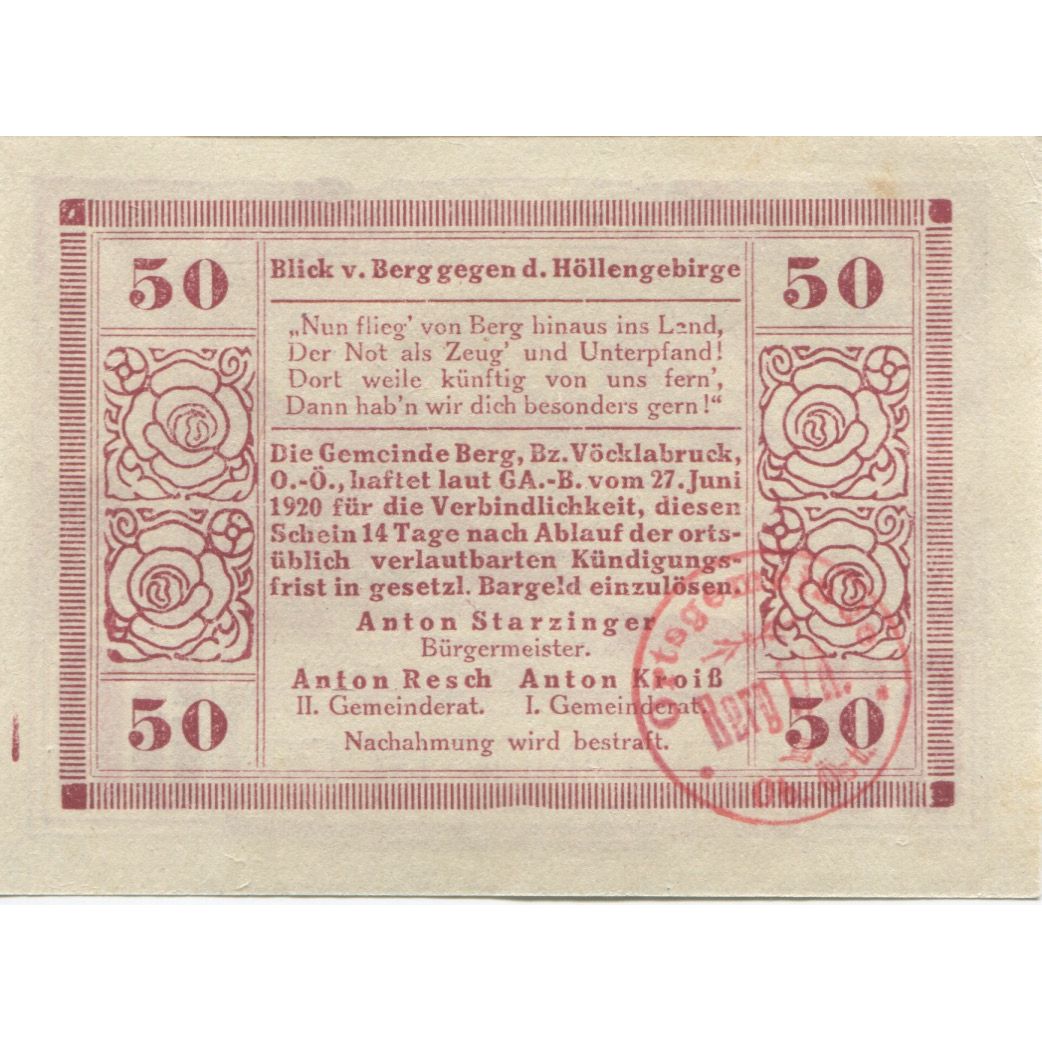 50 Blick v. Berg gegen d. Höllengebirge 50
„Nun flieg' von Berg hinaus ins Land,
Der Not als Zeug' und Unterpfand!
Dort weile künftig von uns fern',
Dann hab'n wir dich besonders gern!“
Die Gemeinde Berg, Bz. Vöcklabruck,
O.-Ö., haftet laut GA.-B. vom 27. Juni
1920 für die Verbindlichkeit, diesen
Schein 14 Tage nach Ablauf der orts-
üblich verlautbarten Kündigungs-
frist in gesetzl. Bargeld einzulösen.
Anton Starzinger
Bürgermeister.
Anton Resch Anton Kroiß
II. Gemeinderat. I. Gemeinderat.
50 50
Nachahmung wird bestraft.
Berg
Ob. Öst.